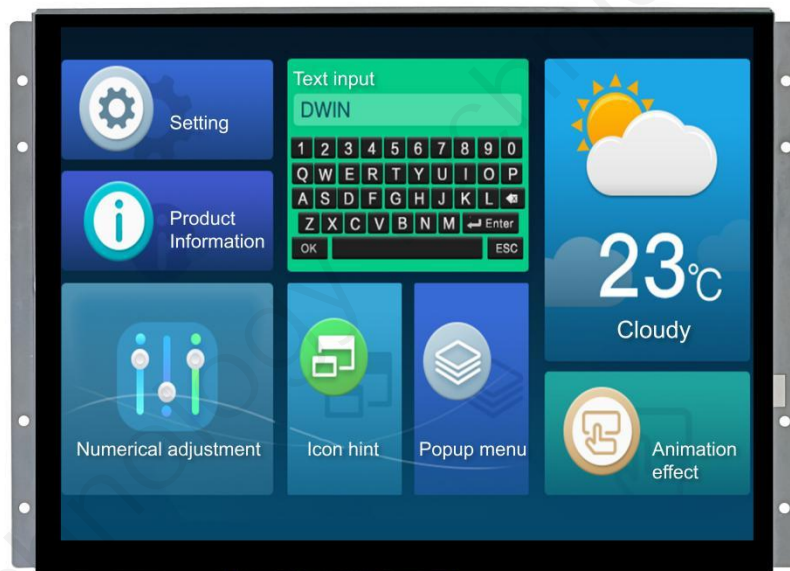 Setting
Product
Information
Text input
DWIN
1 2 3 4 5 6 7 8 9 0
Q W E R T Y U I O P
A S D F G H J K L
Z X C V B N M Enter
OK ESC
23℃
Cloudy
Numerical adjustment
Icon hint
Popup menu
Animation
effect